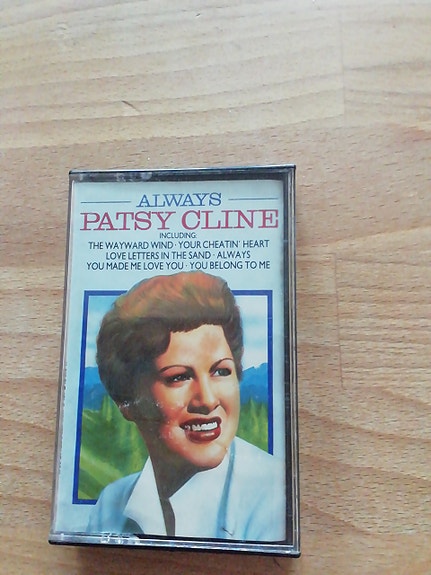 ALWAYS
PATSY CLINE
INCLUDING
THE WAYWARD WIND · YOUR CHEATIN' HEART
LOVE LETTERS IN THE SAND · ALWAYS
YOU MADE ME LOVE YOU · YOU BELONG TO ME